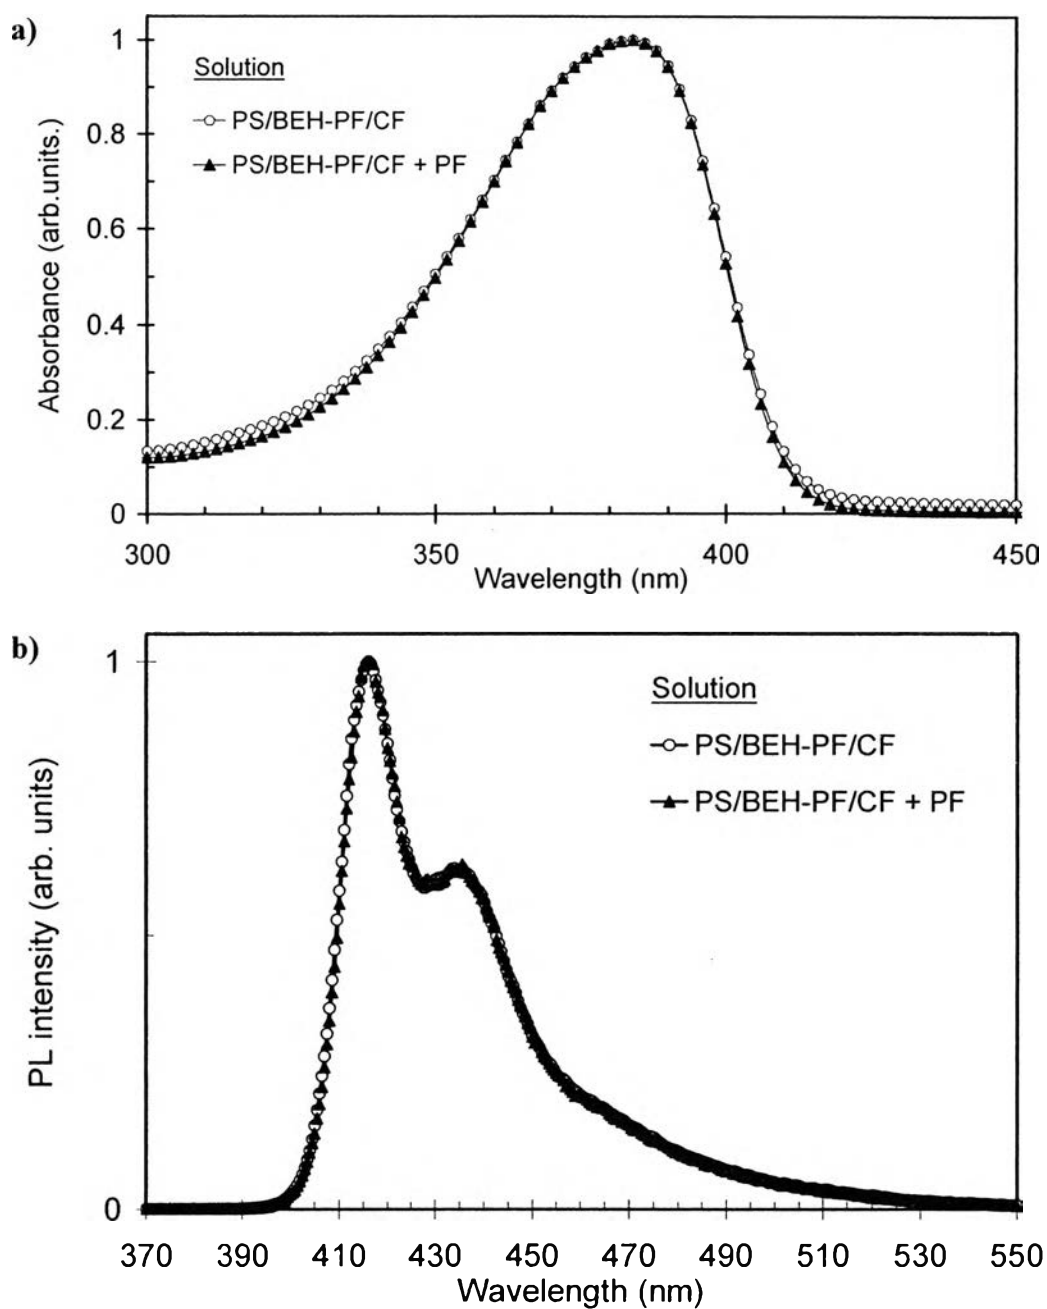 a)
1
0.8
0.6
0.4
0.2
0
Absorbance (arb.units.)
Solution
PS/BEH-PF/CF
PS/BEH-PF/CF + PF
300 350 400 450
Wavelength (nm)
b)
1
0
PL intensity (arb. units)
Solution
PS/BEH-PF/CF
PS/BEH-PF/CF + PF
370 390 410 430 450 470 490 510 530 550
Wavelength (nm)